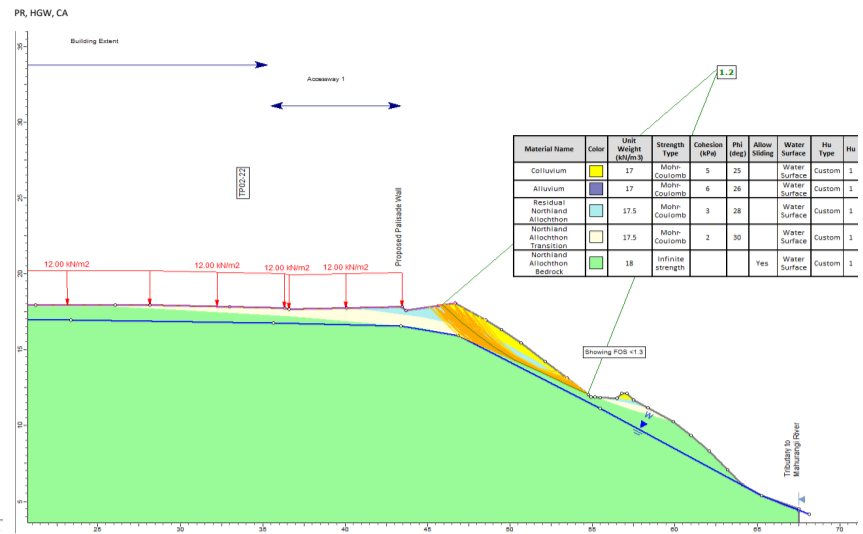 PR, HGW, CA
Building Extent
Accessway 1
1.2
TP02-22
Proposed Palisade Wall
Material Name Color Unit Weight (kN/m3) Strength Type Cohesion (kPa) Phi (deg) Allow Sliding Water Surface Hu Type Hu
Colluvium 17 Mohr-Coulomb 5 25 Water Surface Custom 1
Alluvium 17 Mohr-Coulomb 6 26 Water Surface Custom 1
Residual Northland Allochthon 17.5 Mohr-Coulomb 3 28 Water Surface Custom 1
Northland Allochthon Transition 17.5 Mohr-Coulomb 2 30 Water Surface Custom 1
Northland Allochthon Bedrock 18 Infinite strength Yes Water Surface Custom 1
12.00 kN/m2 12.00 kN/m2 12.00 kN/m2 12.00 kN/m2
Showing FOS <1.3
W
Tributary to
Mahurangi River
35
30
25
20
15
10
5
25 30 35 40 45 50 55 60 65 70